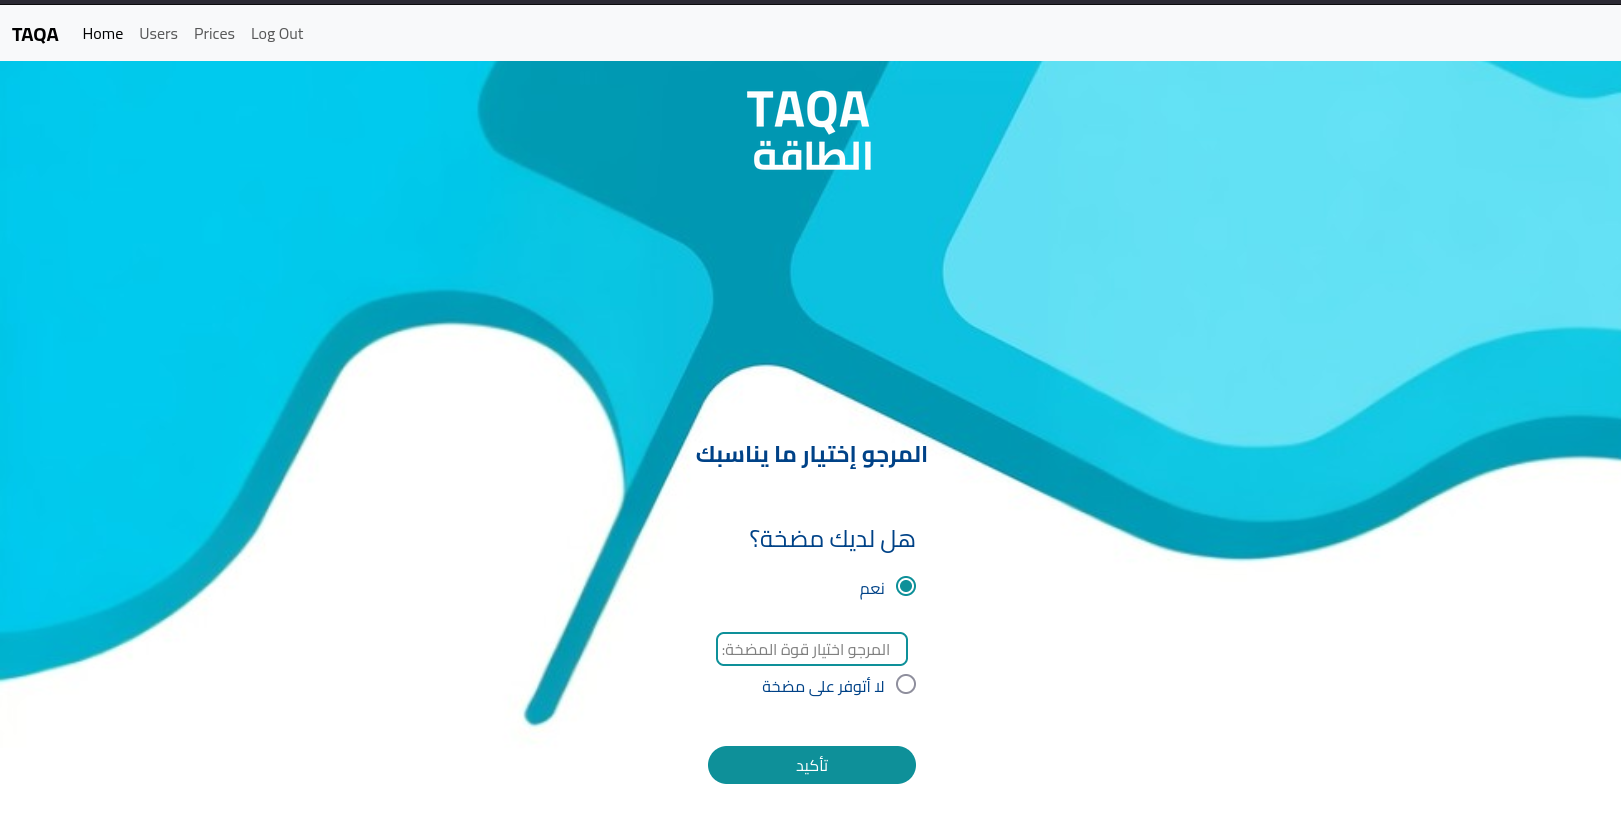 TAQA Home Users Prices Log Out
TAQA
الطاقة
المرجو إختيار ما يناسبك
هل لديك مضخة؟
نعم
المرجو اختيار قوة المضخة:
لا أتوفر على مضخة
تأكيد